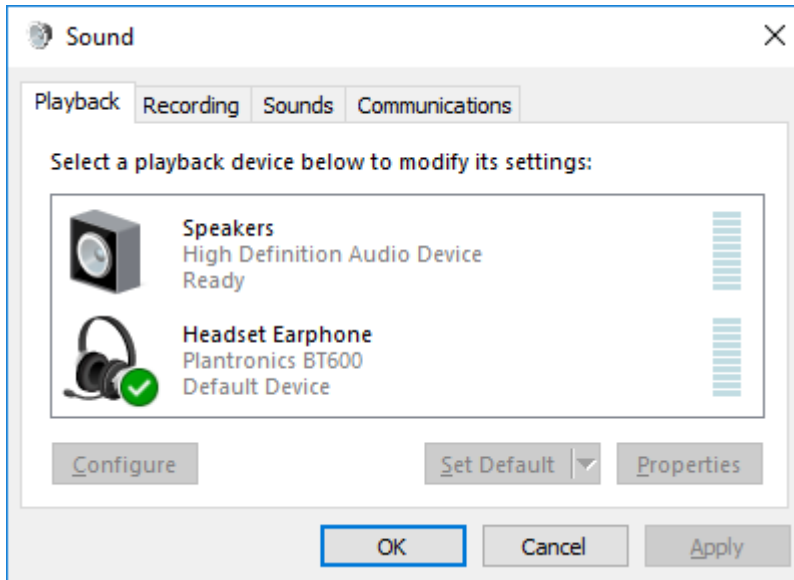 Sound
Playback Recording Sounds Communications
Select a playback device below to modify its settings:
Speakers
High Definition Audio Device
Ready
Headset Earphone
Plantronics BT600
Default Device
Configure Set Default Properties
OK Cancel Apply